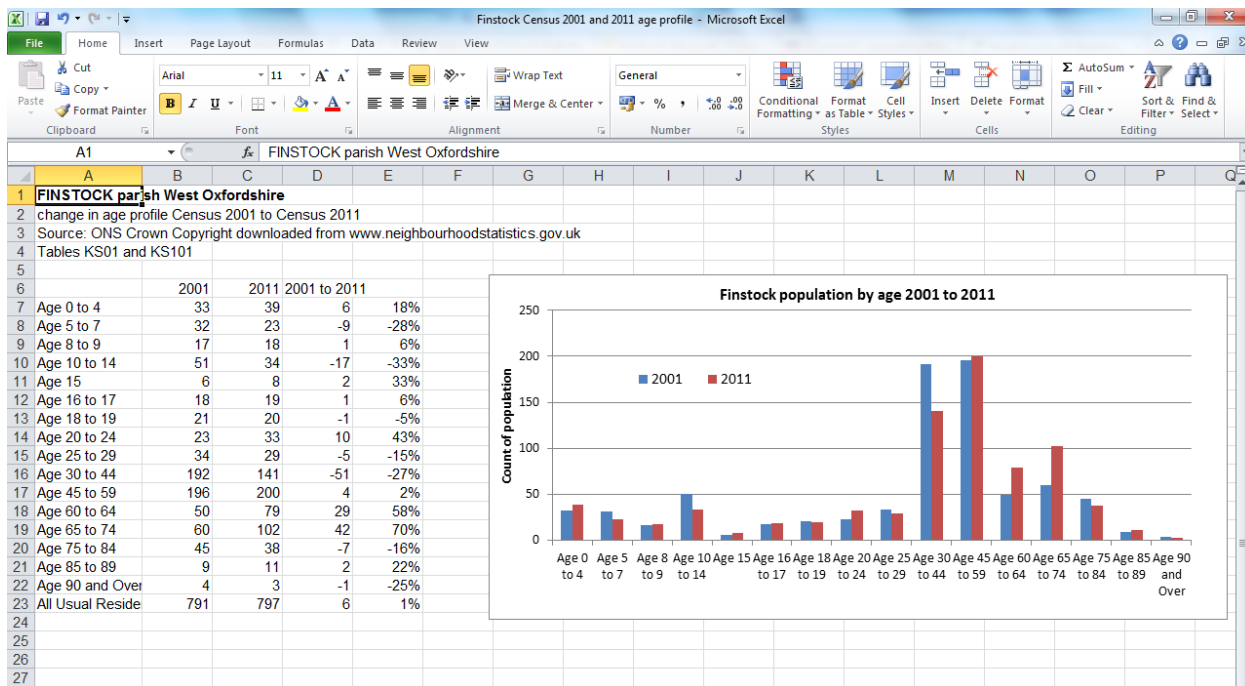 Finstock Census 2001 and 2011 age profile - Microsoft Excel
File Home Insert Page Layout Formulas Data Review View
Paste
Cut
Copy
Format Painter
Clipboard
Arial 11
B I U
Font
Wrap Text
Merge & Center
Alignment
General
% ,
Number
Conditional Formatting
Format as Table
Cell Styles
Styles
Insert Delete Format
Cells
Σ AutoSum
Fill
Clear
Sort & Filter
Find & Select
Editing
A1 fx FINSTOCK parish West Oxfordshire
A B C D E F G H I J K L M N O P Q
1 FINSTOCK parish West Oxfordshire
2 change in age profile Census 2001 to Census 2011
3 Source: ONS Crown Copyright downloaded from www.neighbourhoodstatistics.gov.uk
4 Tables KS01 and KS101
5
6 2001 2011 2001 to 2011
7 Age 0 to 4 33 39 6 18%
8 Age 5 to 7 32 23 -9 -28%
9 Age 8 to 9 17 18 1 6%
10 Age 10 to 14 51 34 -17 -33%
11 Age 15 6 8 2 33%
12 Age 16 to 17 18 19 1 6%
13 Age 18 to 19 21 20 -1 -5%
14 Age 20 to 24 23 33 10 43%
15 Age 25 to 29 34 29 -5 -15%
16 Age 30 to 44 192 141 -51 -27%
17 Age 45 to 59 196 200 4 2%
18 Age 60 to 64 50 79 29 58%
19 Age 65 to 74 60 102 42 70%
20 Age 75 to 84 45 38 -7 -16%
21 Age 85 to 89 9 11 2 22%
22 Age 90 and Over 4 3 -1 -25%
23 All Usual Reside 791 797 6 1%
24
25
26
27
Finstock population by age 2001 to 2011
Count of population
250
200
150
100
50
0
2001 2011
Age 0 Age 5 Age 8 Age 10 Age 15 Age 16 Age 18 Age 20 Age 25 Age 30 Age 45 Age 60 Age 65 Age 75 Age 85 Age 90
to 4 to 7 to 9 to 14 to 17 to 19 to 24 to 29 to 44 to 59 to 64 to 74 to 84 to 89 and
Over